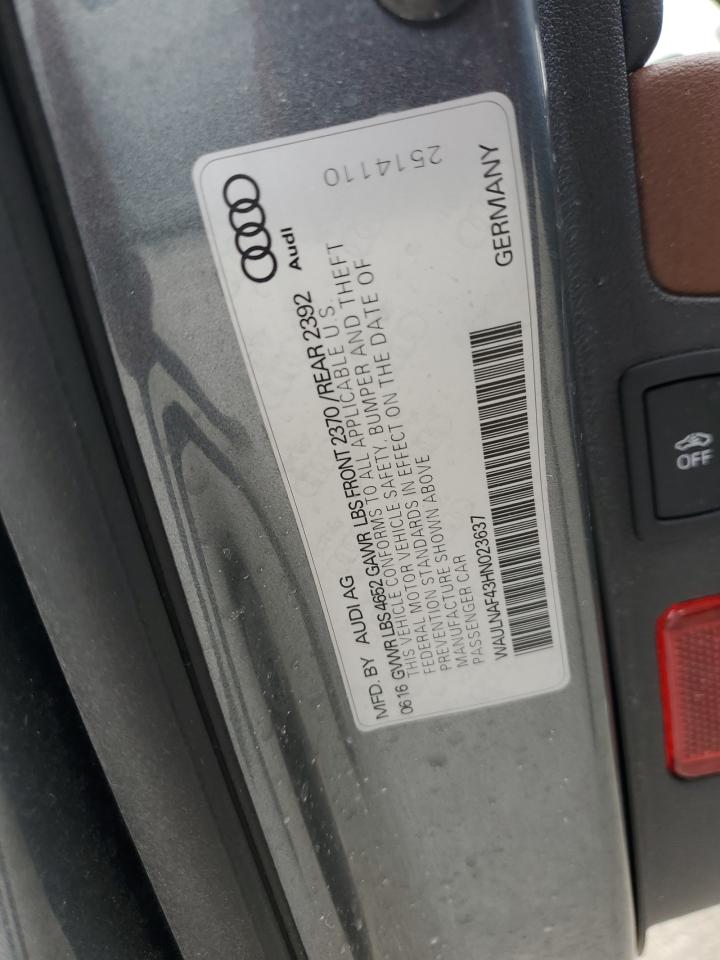 Audi
2514110
MFD. BY AUDI AG
GERMANY
0616 GVWR LBS 4652 GAWR LBS FRONT 2370/REAR 2392
THIS VEHICLE CONFORMS TO ALL APPLICABLE U.S.
FEDERAL MOTOR VEHICLE SAFETY, BUMPER AND THEFT
PREVENTION STANDARDS IN EFFECT ON THE DATE OF
MANUFACTURE SHOWN ABOVE
PASSENGER CAR
WAULNAF43HN023637
OFF